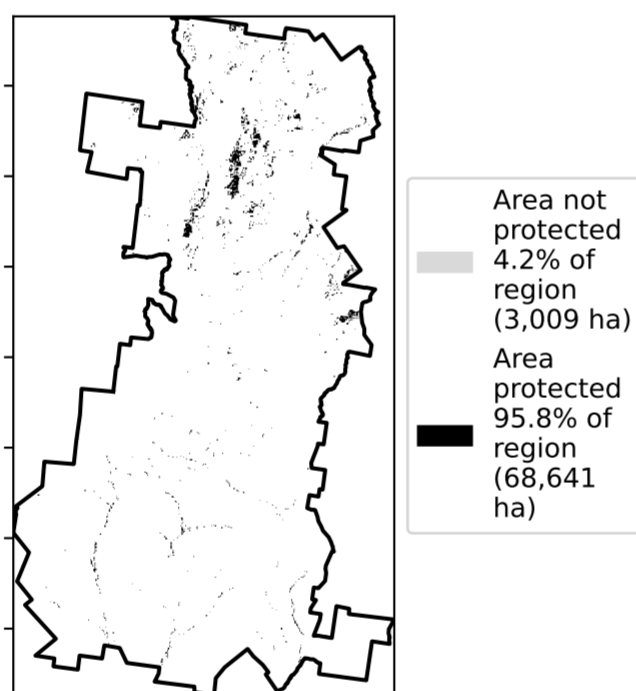 Area not
protected
4.2% of
region
(3,009 ha)
Area
protected
95.8% of
region
(68,641
ha)